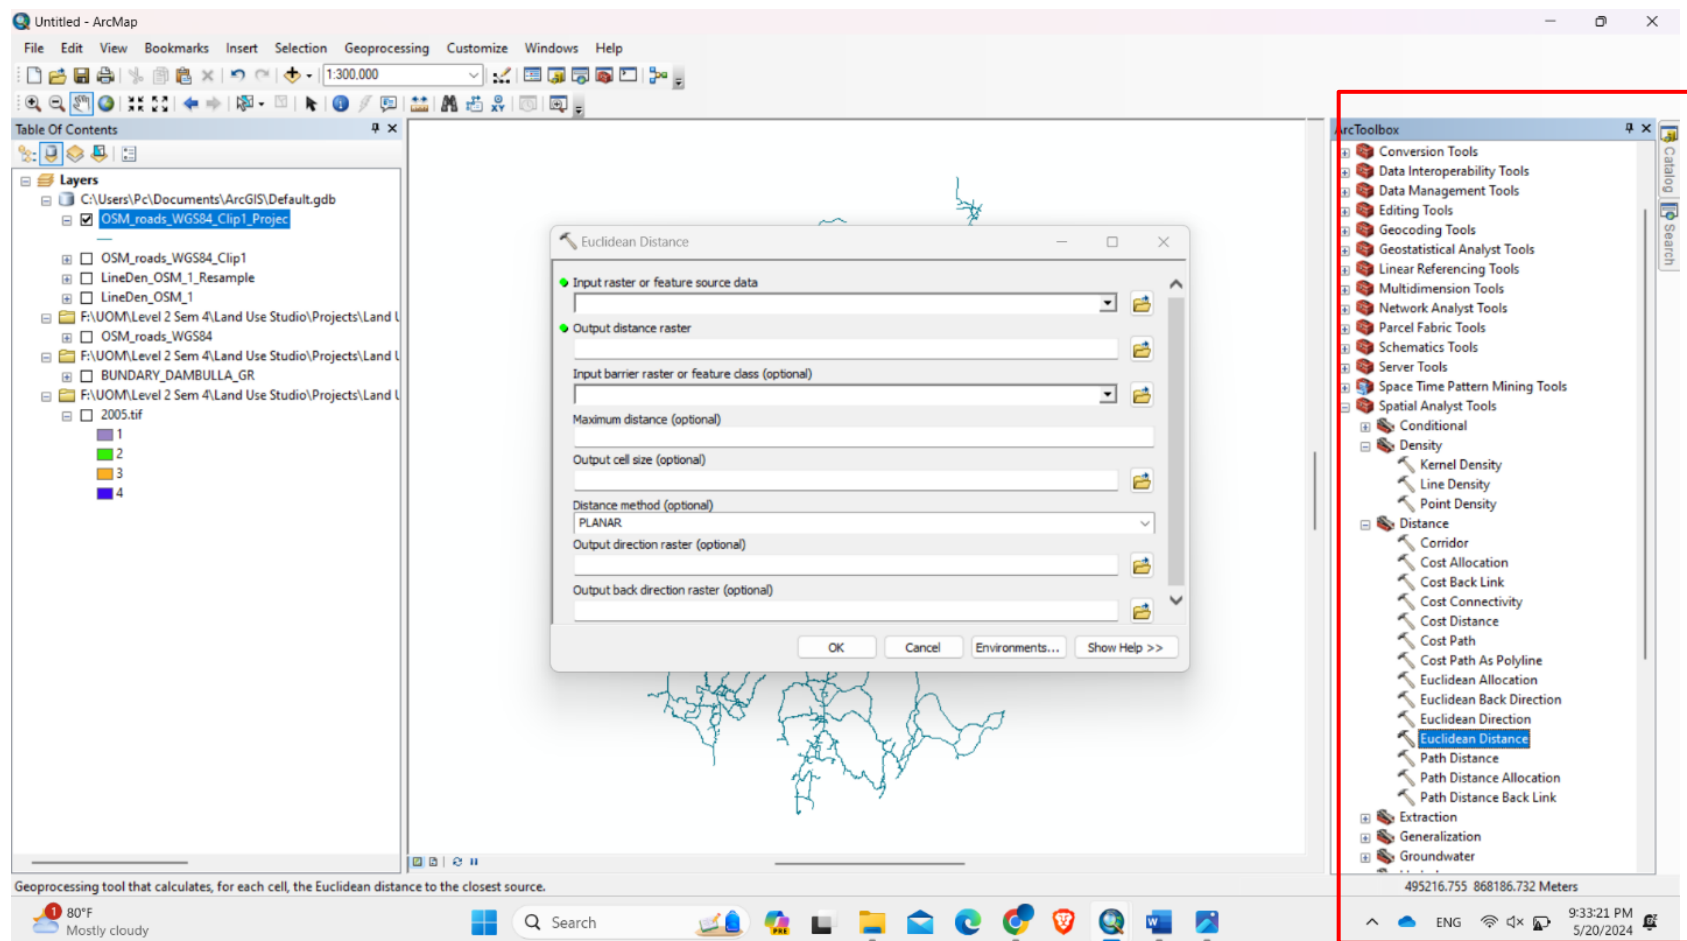 Untitled - ArcMap
File Edit View Bookmarks Insert Selection Geoprocessing Customize Windows Help
1:300,000
Table Of Contents
Layers
C:\Users\Pc\Documents\ArcGIS\Default.gdb
OSM_roads_WGS84_Clip1_Projec
OSM_roads_WGS84_Clip1
LineDen_OSM_1_Resample
LineDen_OSM_1
F:\UOM\Level 2 Sem 4\Land Use Studio\Projects\Land U
OSM_roads_WGS84
F:\UOM\Level 2 Sem 4\Land Use Studio\Projects\Land U
BUNDARY_DAMBULLA_GR
F:\UOM\Level 2 Sem 4\Land Use Studio\Projects\Land U
2005.tif
1
2
3
4
Euclidean Distance
Input raster or feature source data
Output distance raster
Input barrier raster or feature class (optional)
Maximum distance (optional)
Output cell size (optional)
Distance method (optional)
PLANAR
Output direction raster (optional)
Output back direction raster (optional)
OK Cancel Environments... Show Help >>
ArcToolbox
Conversion Tools
Data Interoperability Tools
Data Management Tools
Editing Tools
Geocoding Tools
Geostatistical Analyst Tools
Linear Referencing Tools
Multidimension Tools
Network Analyst Tools
Parcel Fabric Tools
Schematics Tools
Server Tools
Space Time Pattern Mining Tools
Spatial Analyst Tools
Conditional
Density
Kernel Density
Line Density
Point Density
Distance
Corridor
Cost Allocation
Cost Back Link
Cost Connectivity
Cost Distance
Cost Path
Cost Path As Polyline
Euclidean Allocation
Euclidean Back Direction
Euclidean Direction
Euclidean Distance
Path Distance
Path Distance Allocation
Path Distance Back Link
Extraction
Generalization
Groundwater
Catalog
Search
Geoprocessing tool that calculates, for each cell, the Euclidean distance to the closest source.
495216.755 868186.732 Meters
1
80°F
Mostly cloudy
Search
PRE
ENG
9:33:21 PM
5/20/2024